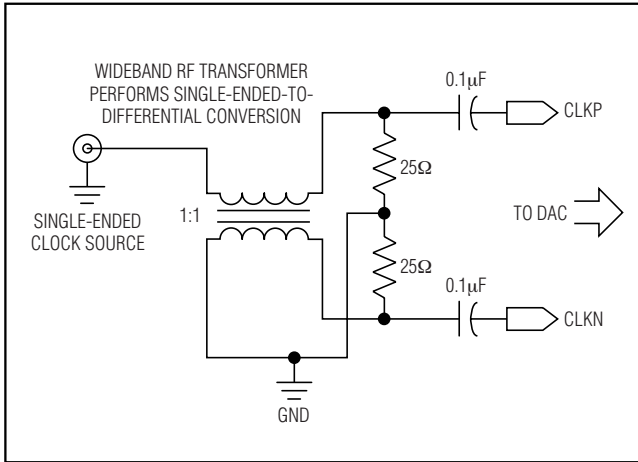 WIDEBAND RF TRANSFORMER
PERFORMS SINGLE-ENDED-TO-
DIFFERENTIAL CONVERSION
0.1μF
CLKP
25Ω
SINGLE-ENDED
CLOCK SOURCE
1:1
TO DAC
25Ω
0.1μF
CLKN
GND